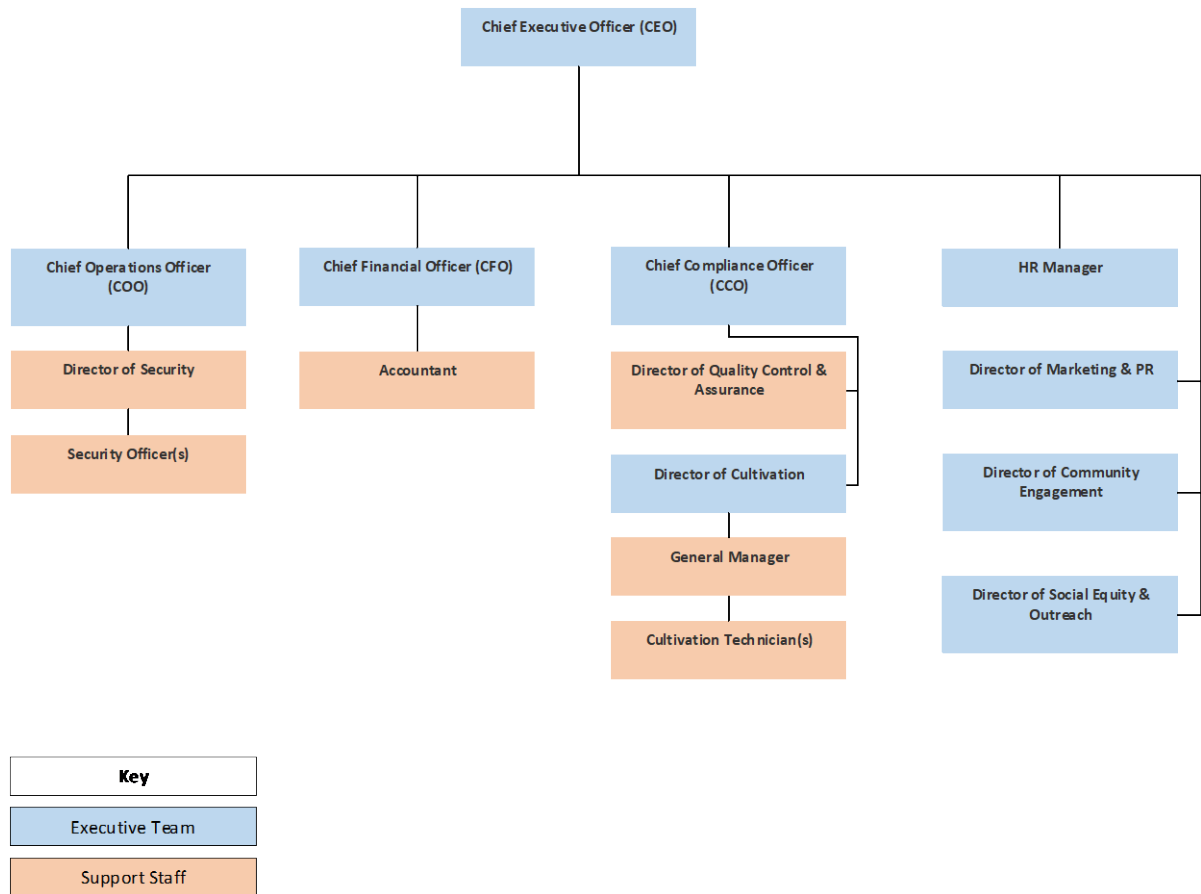 Chief Executive Officer (CEO)
Chief Operations Officer
(COO)
Chief Financial Officer (CFO)
Chief Compliance Officer
(CCO)
HR Manager
Director of Security
Accountant
Director of Quality Control &
Assurance
Director of Marketing & PR
Security Officer(s)
Director of Cultivation
Director of Community
Engagement
General Manager
Director of Social Equity &
Outreach
Cultivation Technician(s)
Key
Executive Team
Support Staff